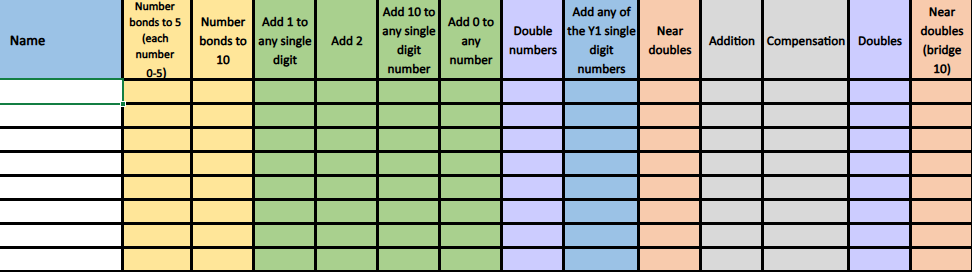 Name
Number
bonds to 5
(each
number
0-5)
Number
bonds to
10
Add 1 to
any single
digit
Add 2
Add 10 to
any single
digit
number
Add 0 to
any
number
Double
numbers
Add any of
the Y1 single
digit
numbers
Near
doubles
Addition
Compensation
Doubles
Near
doubles
(bridge
10)